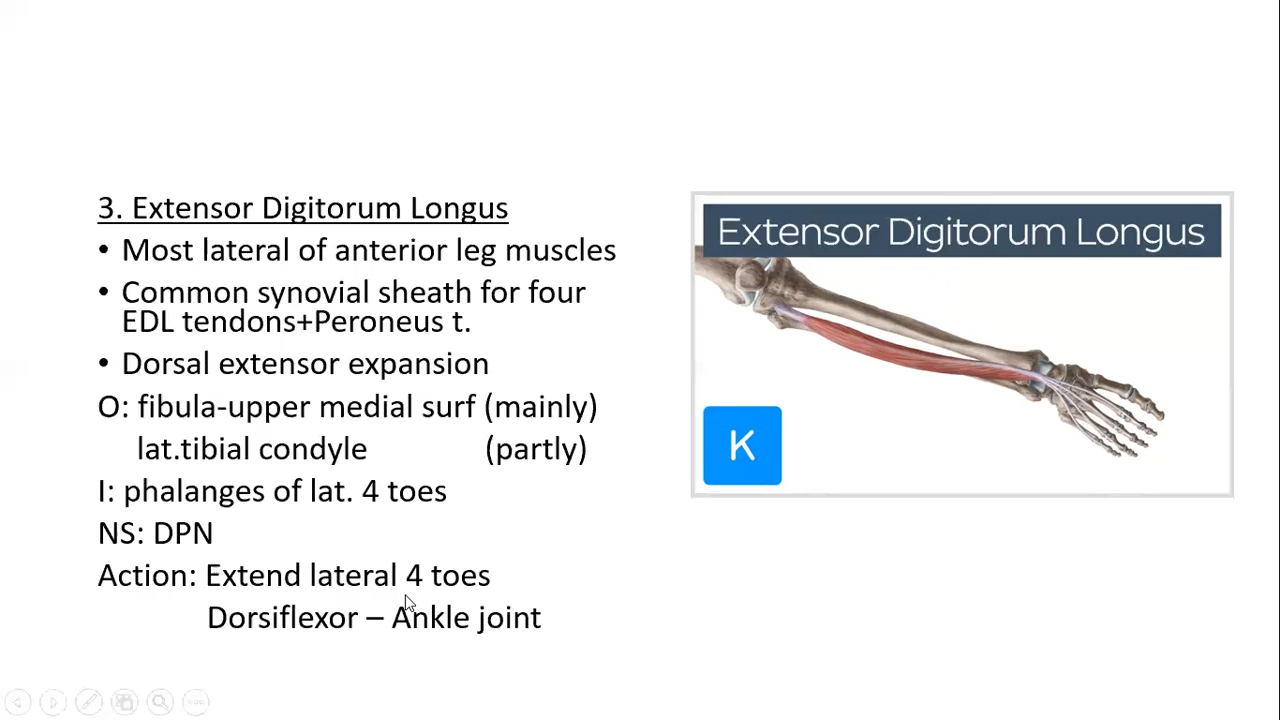 3. Extensor Digitorum Longus
• Most lateral of anterior leg muscles
• Common synovial sheath for four
EDL tendons+Peroneus t.
• Dorsal extensor expansion
O: fibula-upper medial surf (mainly)
lat.tibial condyle (partly)
I: phalanges of lat. 4 toes
NS: DPN
Action: Extend lateral 4 toes
Dorsiflexor – Ankle joint
Extensor Digitorum Longus
K